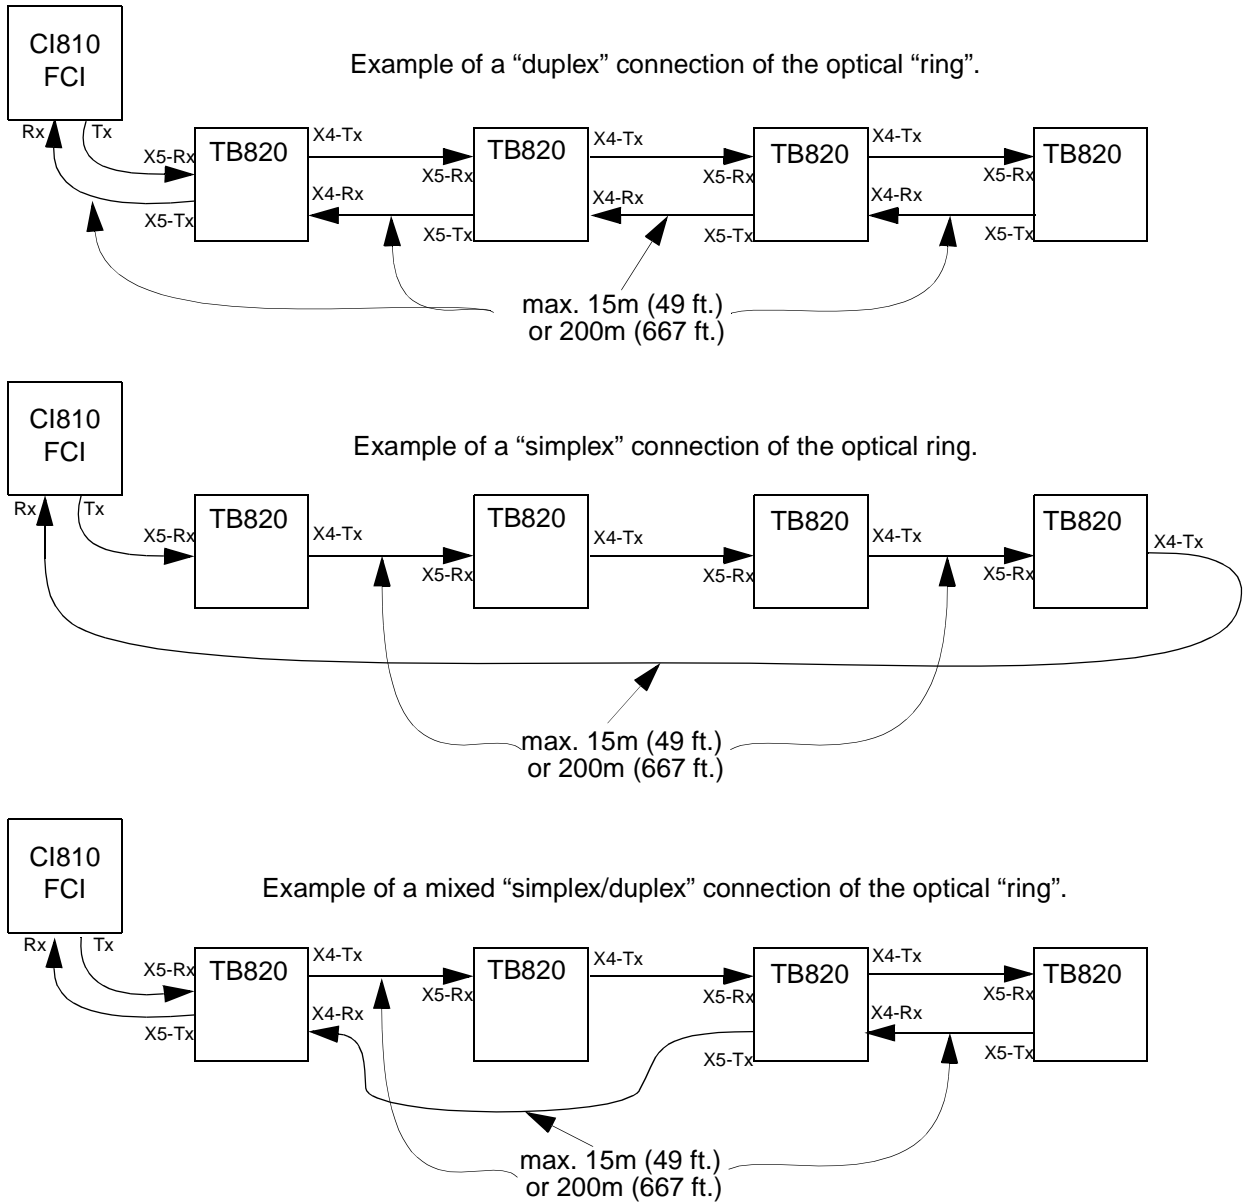 CI810
FCI
Example of a “duplex” connection of the optical “ring”.
Rx
Tx
X5-Rx
X5-Tx
TB820
X4-Tx
X4-Rx
X5-Rx
X5-Tx
TB820
X4-Tx
X4-Rx
X5-Rx
X5-Tx
TB820
X4-Tx
X4-Rx
X5-Rx
X5-Tx
TB820
max. 15m (49 ft.)
or 200m (667 ft.)
CI810
FCI
Example of a “simplex” connection of the optical ring.
Rx
Tx
X5-Rx
TB820
X4-Tx
X5-Rx
TB820
X4-Tx
X5-Rx
TB820
X4-Tx
X5-Rx
TB820
X4-Tx
max. 15m (49 ft.)
or 200m (667 ft.)
CI810
FCI
Example of a mixed “simplex/duplex” connection of the optical “ring”.
Rx
Tx
X5-Rx
X5-Tx
TB820
X4-Tx
X4-Rx
X5-Rx
TB820
X4-Tx
X5-Rx
X5-Tx
TB820
X4-Tx
X4-Rx
X5-Rx
X5-Tx
TB820
max. 15m (49 ft.)
or 200m (667 ft.)